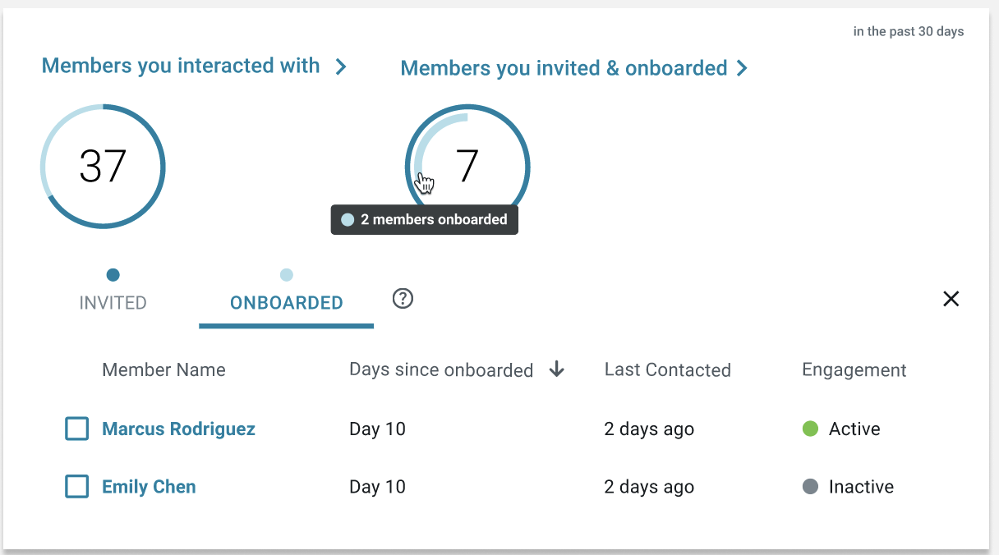 in the past 30 days
Members you interacted with
Members you invited & onboarded
37
7
2 members onboarded
INVITED
ONBOARDED
?
Member Name
Days since onboarded
Last Contacted
Engagement
Marcus Rodriguez
Day 10
2 days ago
Active
Emily Chen
Day 10
2 days ago
Inactive